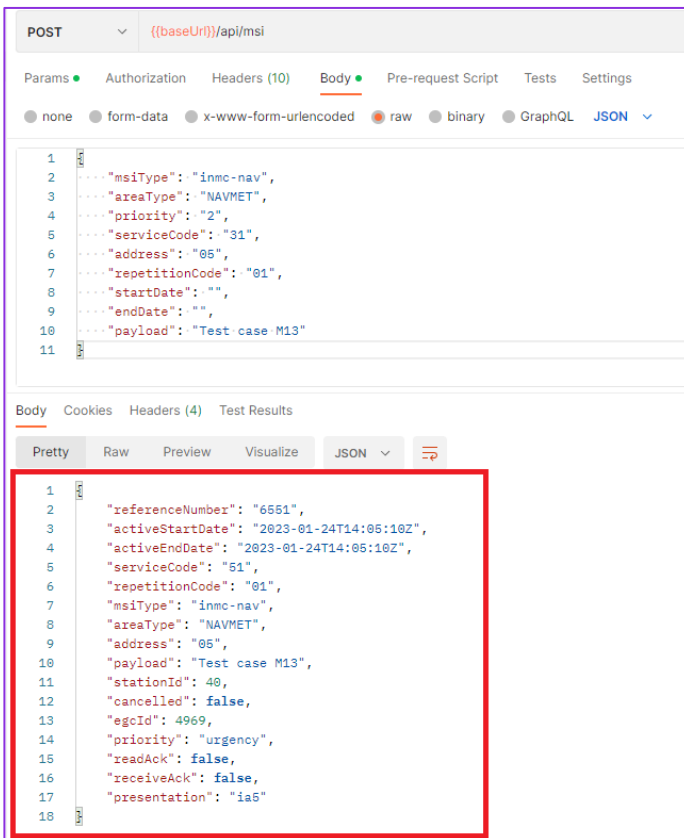 POST {{baseUrl}}/api/msi
Params Authorization Headers (10) Body Pre-request Script Tests Settings
none form-data x-www-form-urlencoded raw binary GraphQL JSON
1 {
2 "msiType": "inmc-nav",
3 "areaType": "NAVMET",
4 "priority": "2",
5 "serviceCode": "31",
6 "address": "05",
7 "repetitionCode": "01",
8 "startDate": "",
9 "endDate": "",
10 "payload": "Test case M13"
11 }
Body Cookies Headers (4) Test Results
Pretty Raw Preview Visualize JSON
1 {
2 "referenceNumber": "6551",
3 "activeStartDate": "2023-01-24T14:05:10Z",
4 "activeEndDate": "2023-01-24T14:05:10Z",
5 "serviceCode": "51",
6 "repetitionCode": "01",
7 "msiType": "inmc-nav",
8 "areaType": "NAVMET",
9 "address": "05",
10 "payload": "Test case M13",
11 "stationId": 40,
12 "cancelled": false,
13 "egcId": 4969,
14 "priority": "urgency",
15 "readAck": false,
16 "receiveAck": false,
17 "presentation": "ia5"
18 }